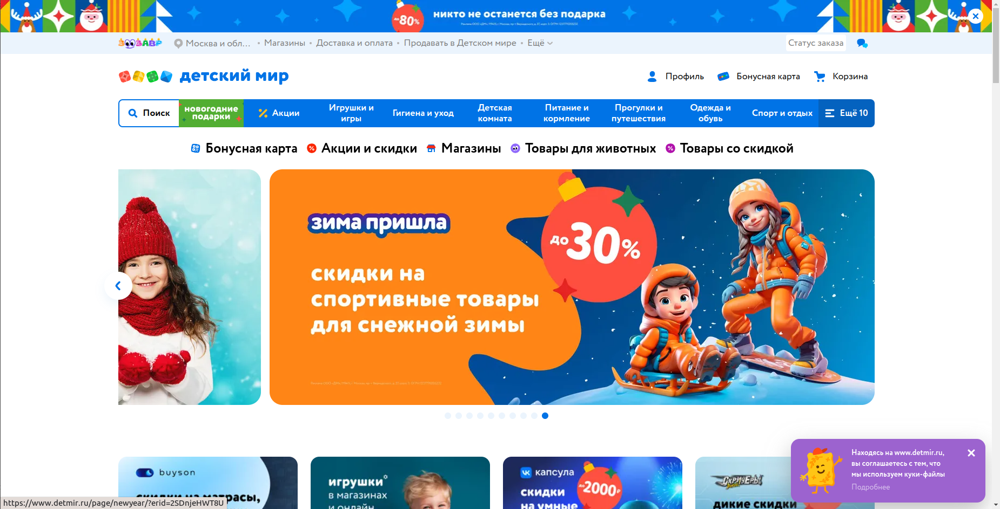 до 80%
никто не останется без подарка
ЗООЗАВР
Москва и обл...
Магазины
Доставка и оплата
Продавать в Детском мире
Ещё
Статус заказа
детский мир
Профиль
Бонусная карта
Корзина
Поиск
новогодние
подарки
Акции
Игрушки и
игры
Гигиена и уход
Детская
комната
Питание и
кормление
Прогулки и
путешествия
Одежда и
обувь
Спорт и отдых
Ещё 10
Бонусная карта
Акции и скидки
Магазины
Товары для животных
Товары со скидкой
зима пришла
скидки на
спортивные товары
для снежной зимы
до 30%
buyson
скидки на матрасы,
игрушки*
в магазинах
и онлайн
VK капсула
скидки
на умные
до 2000₽
СКРИЧЕРЫ
дикие скидки
Находясь на www.detmir.ru,
вы соглашаетесь с тем, что
мы используем куки-файлы
Подробнее
https://www.detmir.ru/page/newyear/?erid=2SDnjeHWT8U